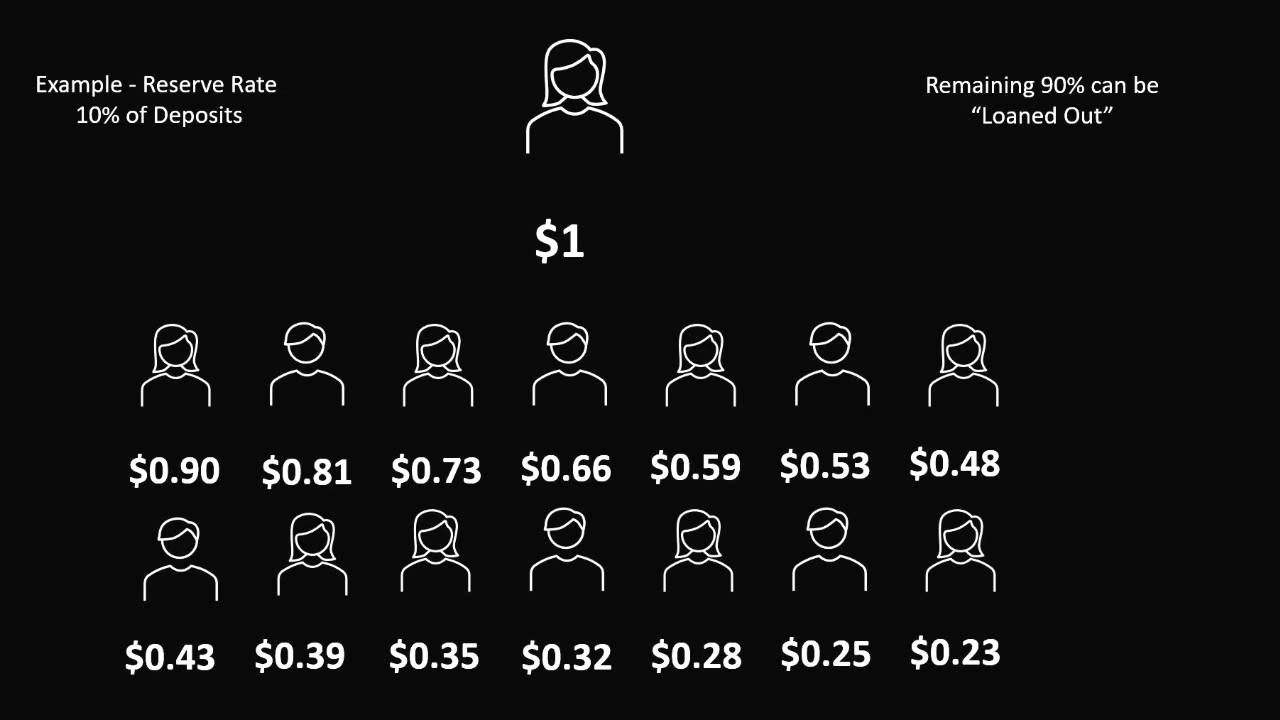 Example - Reserve Rate
10% of Deposits
Remaining 90% can be
“Loaned Out”
$1
$0.90 $0.81 $0.73 $0.66 $0.59 $0.53 $0.48
$0.43 $0.39 $0.35 $0.32 $0.28 $0.25 $0.23